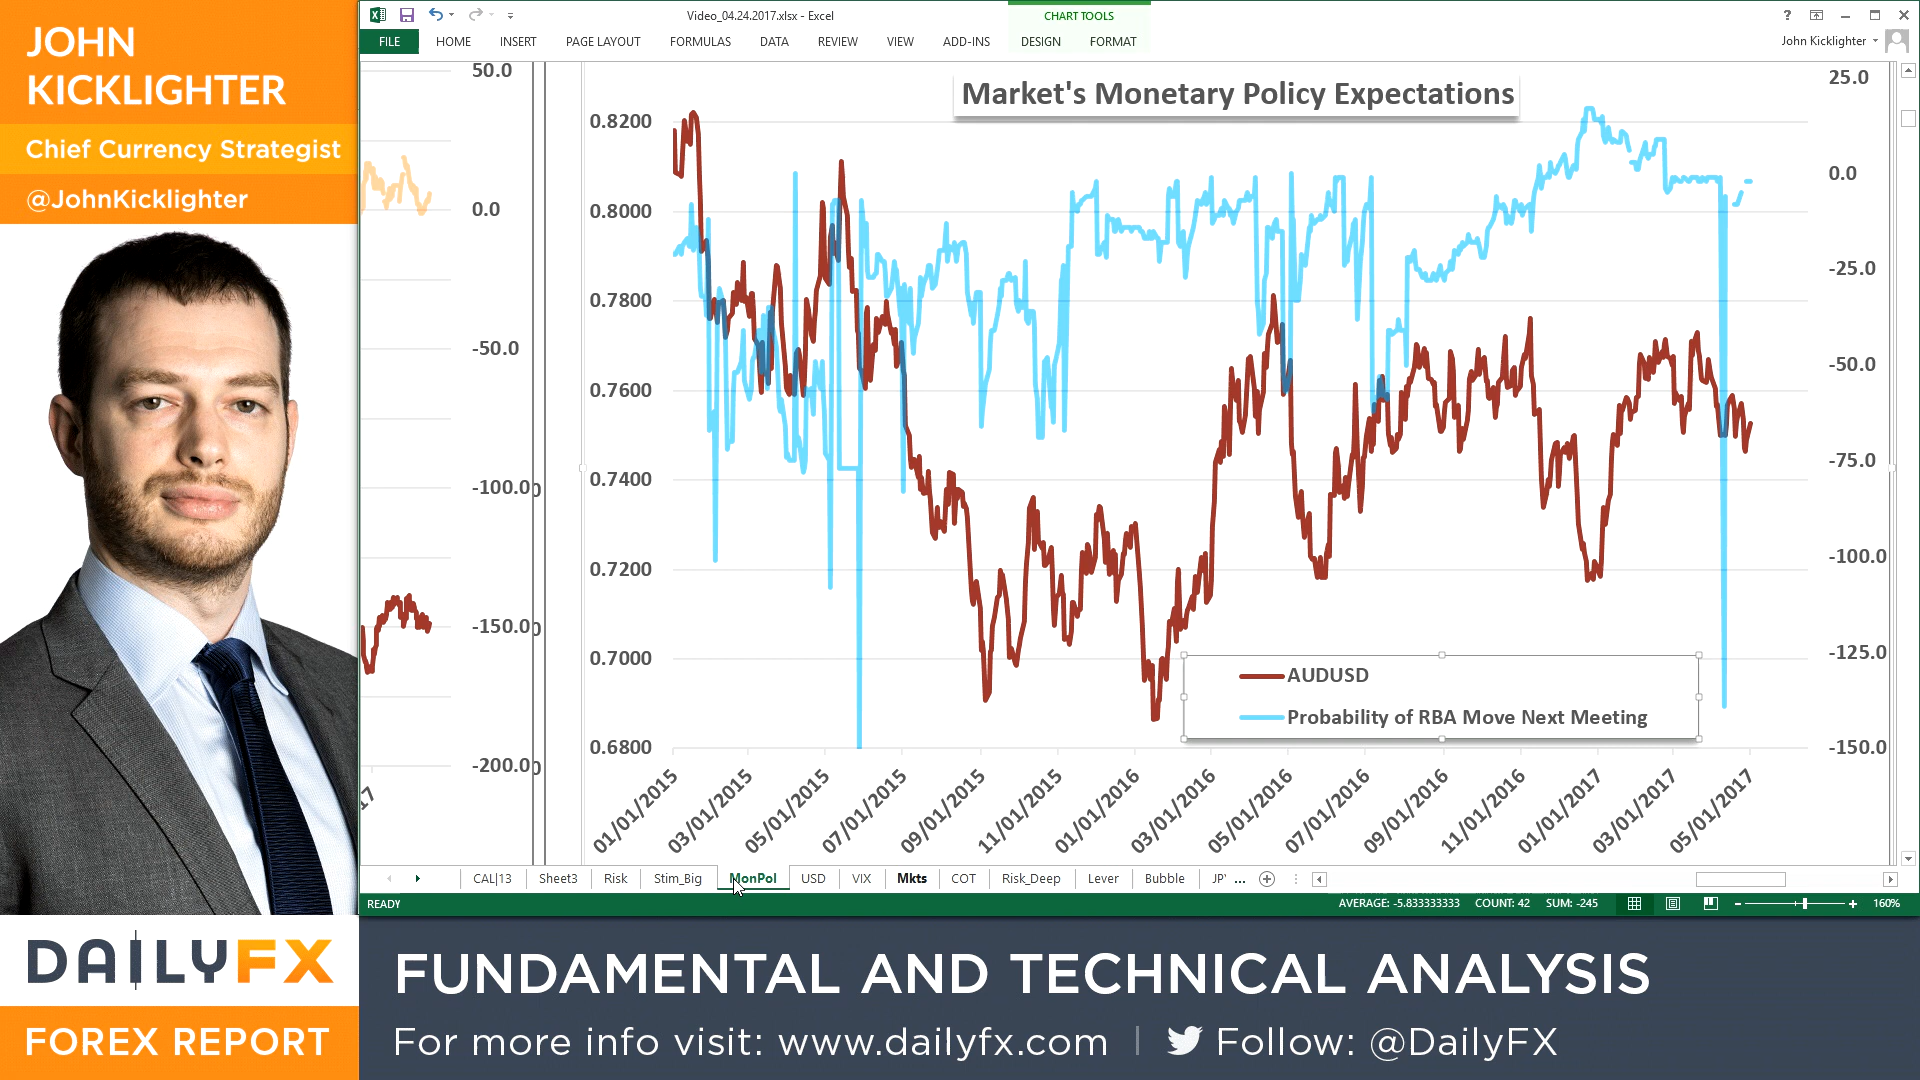 JOHN
KICKLIGHTER
Chief Currency Strategist
@JohnKicklighter
Video_04.24.2017.xlsx - Excel
CHART TOOLS
?
FILE
HOME
INSERT
PAGE LAYOUT
FORMULAS
DATA
REVIEW
VIEW
ADD-INS
DESIGN
FORMAT
John Kicklighter
50.0
0.0
-50.0
-100.0
-150.0
-200.0
17
Market's Monetary Policy Expectations
0.8200
0.8000
0.7800
0.7600
0.7400
0.7200
0.7000
0.6800
25.0
0.0
-25.0
-50.0
-75.0
-100.0
-125.0
-150.0
AUDUSD
Probability of RBA Move Next Meeting
01/01/2015
03/01/2015
05/01/2015
07/01/2015
09/01/2015
11/01/2015
01/01/2016
03/01/2016
05/01/2016
07/01/2016
09/01/2016
11/01/2016
01/01/2017
03/01/2017
05/01/2017
CAL|13
Sheet3
Risk
Stim_Big
MonPol
USD
VIX
Mkts
COT
Risk_Deep
Lever
Bubble
JP' ...
READY
AVERAGE: -5.833333333
COUNT: 42
SUM: -245
160%
DAILYFX
FOREX REPORT
FUNDAMENTAL AND TECHNICAL ANALYSIS
For more info visit: www.dailyfx.com | Follow: @DailyFX